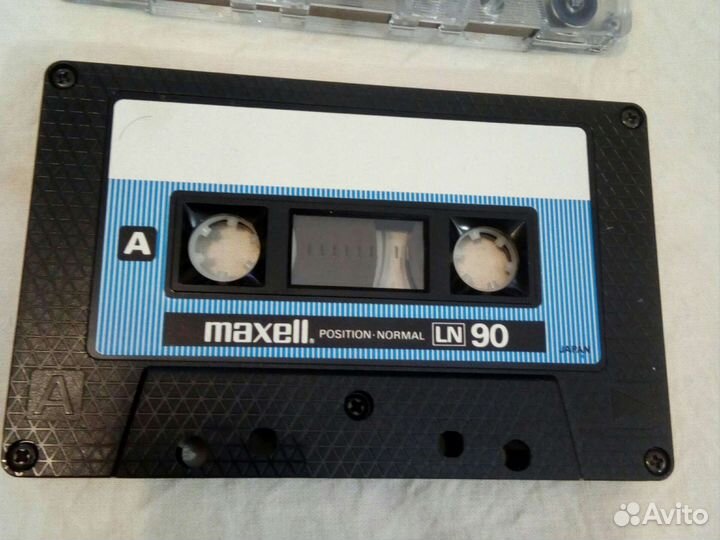 A
maxell. POSITION·NORMAL LN 90
JAPAN
A
Avito